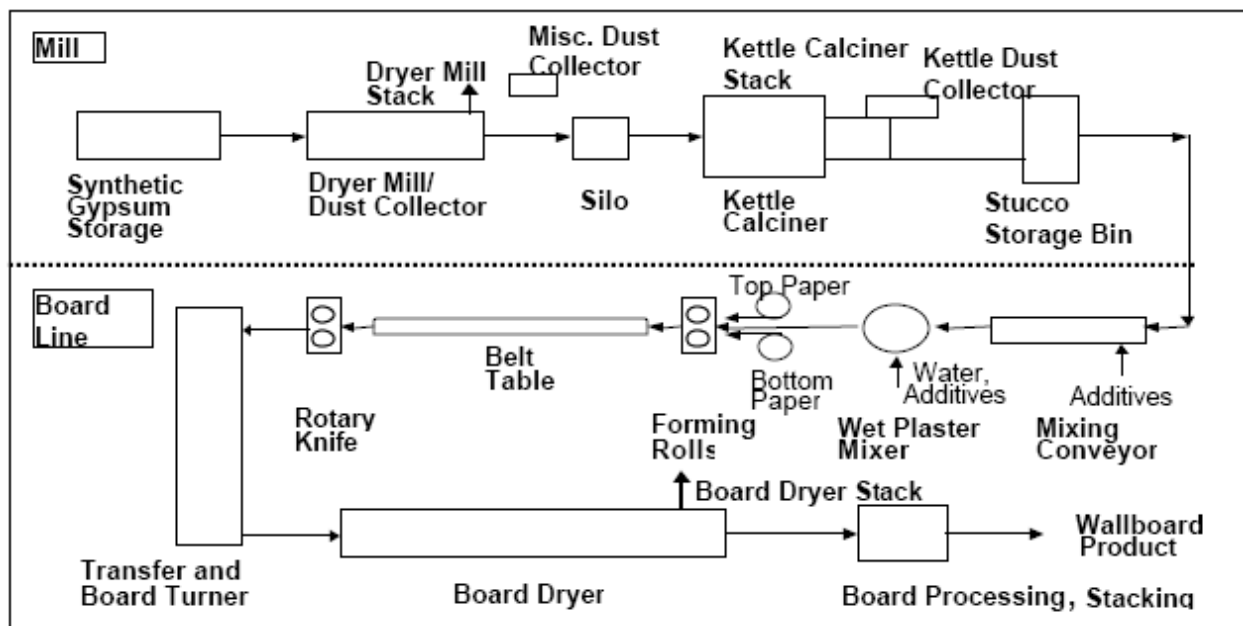 Mill
Misc. Dust
Collector
Kettle Calciner
Stack
Kettle Dust
Collector
Dryer Mill
Stack
Synthetic
Gypsum
Storage
Dryer Mill/
Dust Collector
Silo
Kettle
Calciner
Stucco
Storage Bin
Board
Line
Top Paper
Belt
Table
Bottom
Paper
Water,
Additives
Additives
Rotary
Knife
Forming
Rolls
Wet Plaster
Mixer
Mixing
Conveyor
Board Dryer Stack
Wallboard
Product
Transfer and
Board Turner
Board Dryer
Board Processing, Stacking